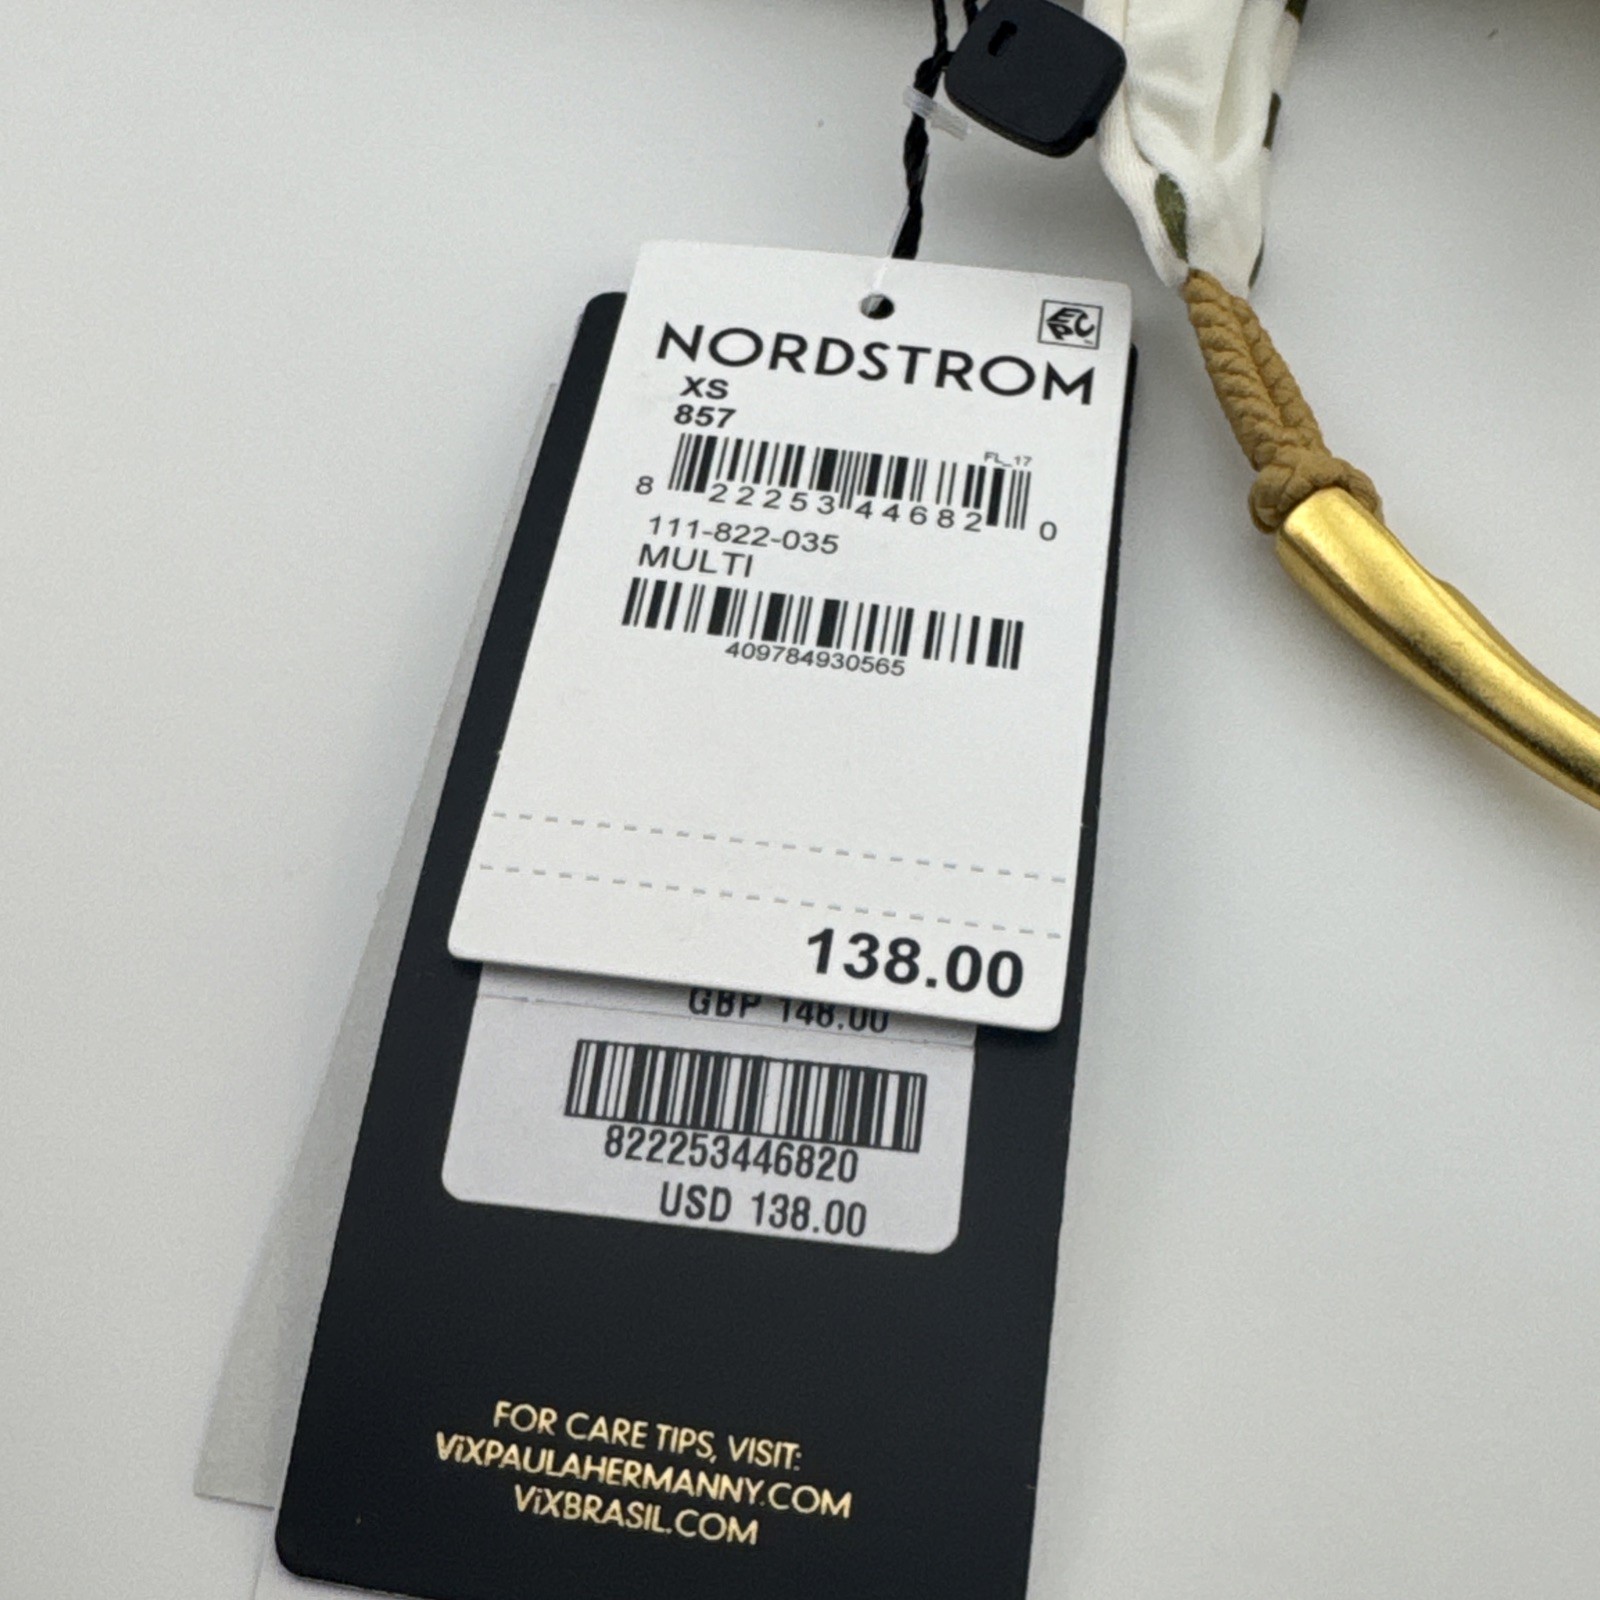 NORDSTROM
EPC
XS
857
FL_17
8 22253 44682 0
111-822-035
MULTI
409784930565
138.00
GBP 148.00
822253446820
USD 138.00
FOR CARE TIPS, VISIT:
ViXPAULAHERMANNY.COM
ViXBRASIL.COM